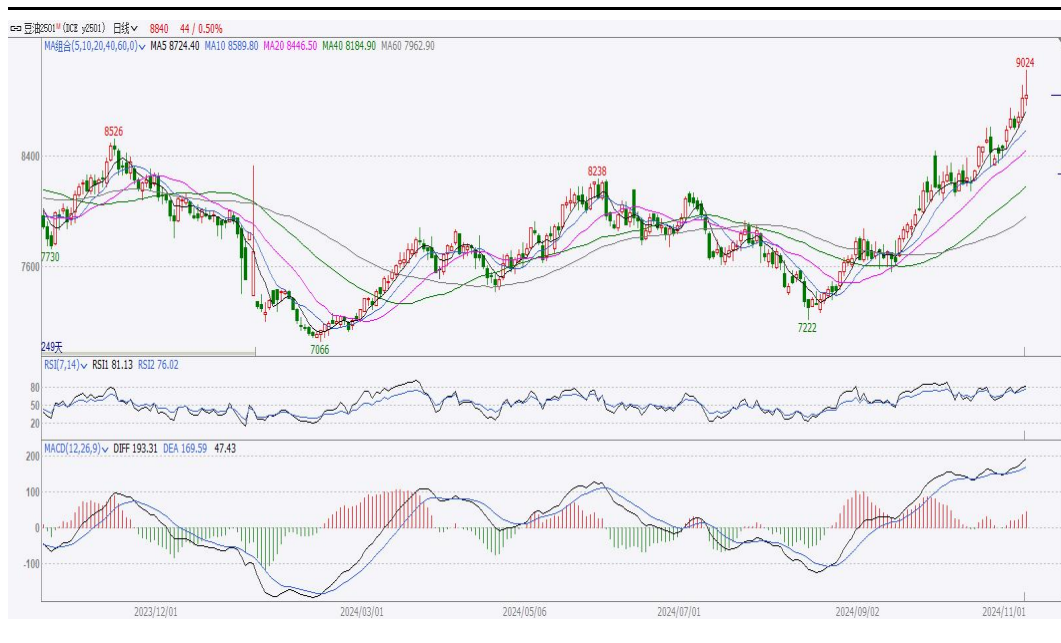 豆油2501M (DCE y2501) 日线 8840 44 / 0.50%
MA组合(5,10,20,40,60,0) MA5 8724.40 MA10 8589.80 MA20 8446.50 MA40 8184.90 MA60 7962.90
9024
8526
8400
8238
7730
7600
7222
7066
249天
RSI(7,14) RSI1 81.13 RSI2 76.02
80
50
20
MACD(12,26,9) DIFF 193.31 DEA 169.59 47.43
200
100
0
-100
2023/12/01 2024/03/01 2024/05/06 2024/07/01 2024/09/02 2024/11/01